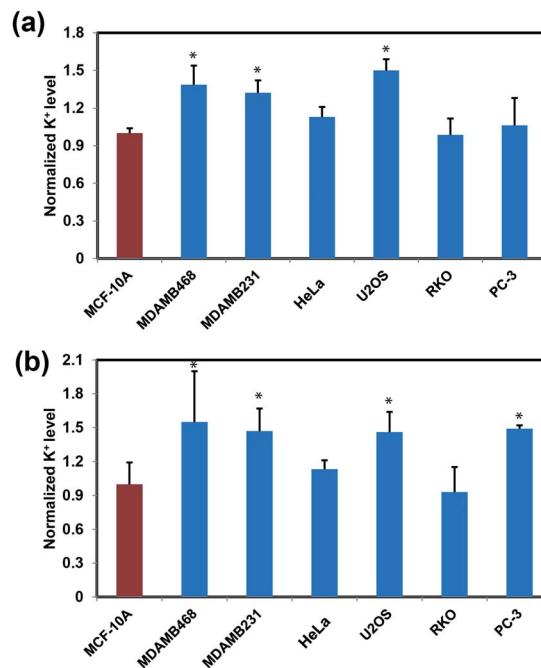 (a)
Normalized K⁺ level
1.8
1.5
1.2
0.9
0.6
0.3
0
*
*
*
MCF-10A
MDAMB468
MDAMB231
HeLa
U2OS
RKO
PC-3
(b)
Normalized K⁺ level
2.1
1.8
1.5
1.2
0.9
0.6
0.3
0
*
*
*
*
MCF-10A
MDAMB468
MDAMB231
HeLa
U2OS
RKO
PC-3